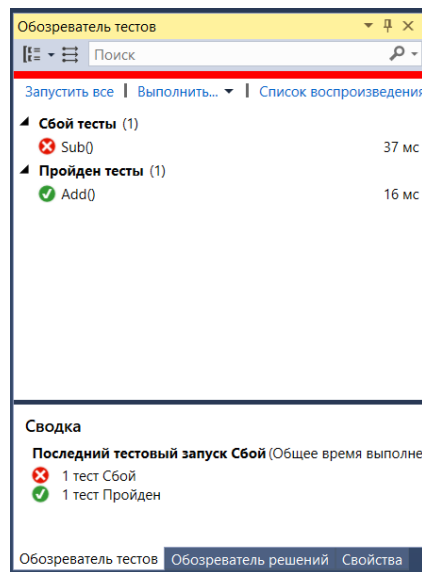 Обозреватель тестов
Поиск
Запустить все | Выполнить... | Список воспроизведения
Сбой тесты (1)
Sub() 37 мс
Пройден тесты (1)
Add() 16 мс
Сводка
Последний тестовый запуск Сбой (Общее время выполне
1 тест Сбой
1 тест Пройден
Обозреватель тестов Обозреватель решений Свойства